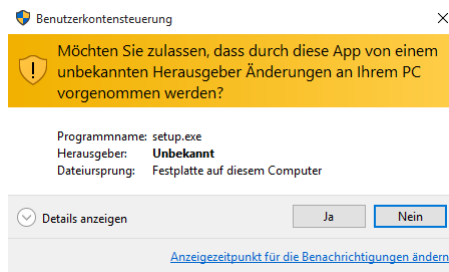 Benutzerkontensteuerung
Möchten Sie zulassen, dass durch diese App von einem
unbekannten Herausgeber Änderungen an Ihrem PC
vorgenommen werden?
Programmname: setup.exe
Herausgeber: Unbekannt
Dateiursprung: Festplatte auf diesem Computer
Details anzeigen Ja Nein
Anzeigezeitpunkt für die Benachrichtigungen ändern